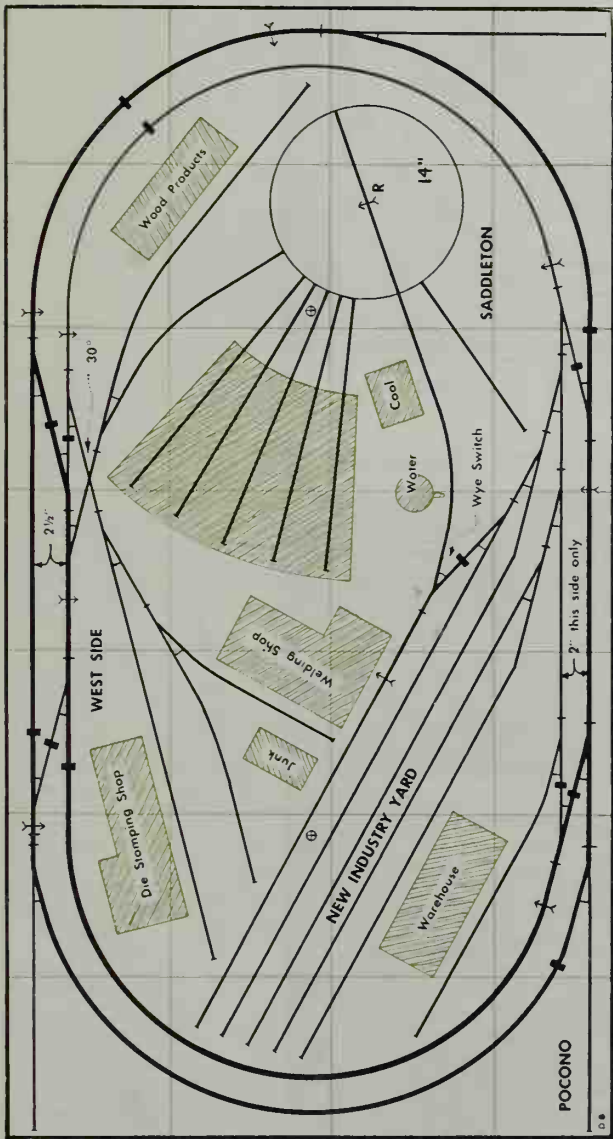 Wood Products
30°
2½"
WEST SIDE
Die Stamping Shop
R
14"
SADDLETON
Coal
Water
Wye Switch
Welding Shop
Junk
NEW INDUSTRY YARD
Warehouse
2" this side only
POCONO